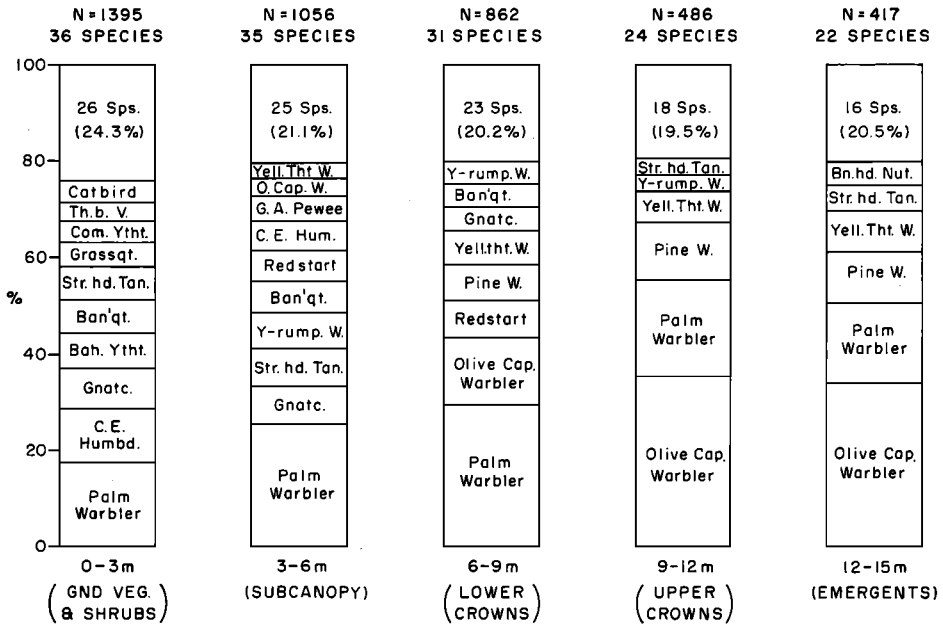 N=1395
36 SPECIES
N=1056
35 SPECIES
N=862
31 SPECIES
N=486
24 SPECIES
N=417
22 SPECIES
%
100
80
60
40
20
0
26 Sps.
(24.3%)
Catbird
Th.b. V.
Com. Ytht.
Grassqt.
Str. hd. Tan.
Ban'qt.
Bah. Ytht.
Gnatc.
C.E.
Humbd.
Palm
Warbler
0-3m
(GND VEG.
& SHRUBS)
25 Sps.
(21.1%)
Yell. Tht W.
O. Cap. W.
G. A. Pewee
C. E. Hum.
Redstart
Ban'qt.
Y-rump. W.
Str. hd. Tan.
Gnatc.
Palm
Warbler
3-6m
(SUBCANOPY)
23 Sps.
(20.2%)
Y-rump. W.
Ban'qt.
Gnatc.
Yell.tht. W.
Pine W.
Redstart
Olive Cap.
Warbler
Palm
Warbler
6-9m
(LOWER
CROWNS)
18 Sps.
(19.5%)
Str. hd. Tan.
Y-rump. W.
Yell. Tht. W.
Pine W.
Palm
Warbler
Olive Cap.
Warbler
9-12m
(UPPER
CROWNS)
16 Sps.
(20.5%)
Bn.hd. Nut.
Str. hd. Tan.
Yell. Tht. W.
Pine W.
Palm
Warbler
Olive Cap.
Warbler
12-15m
(EMERGENTS)